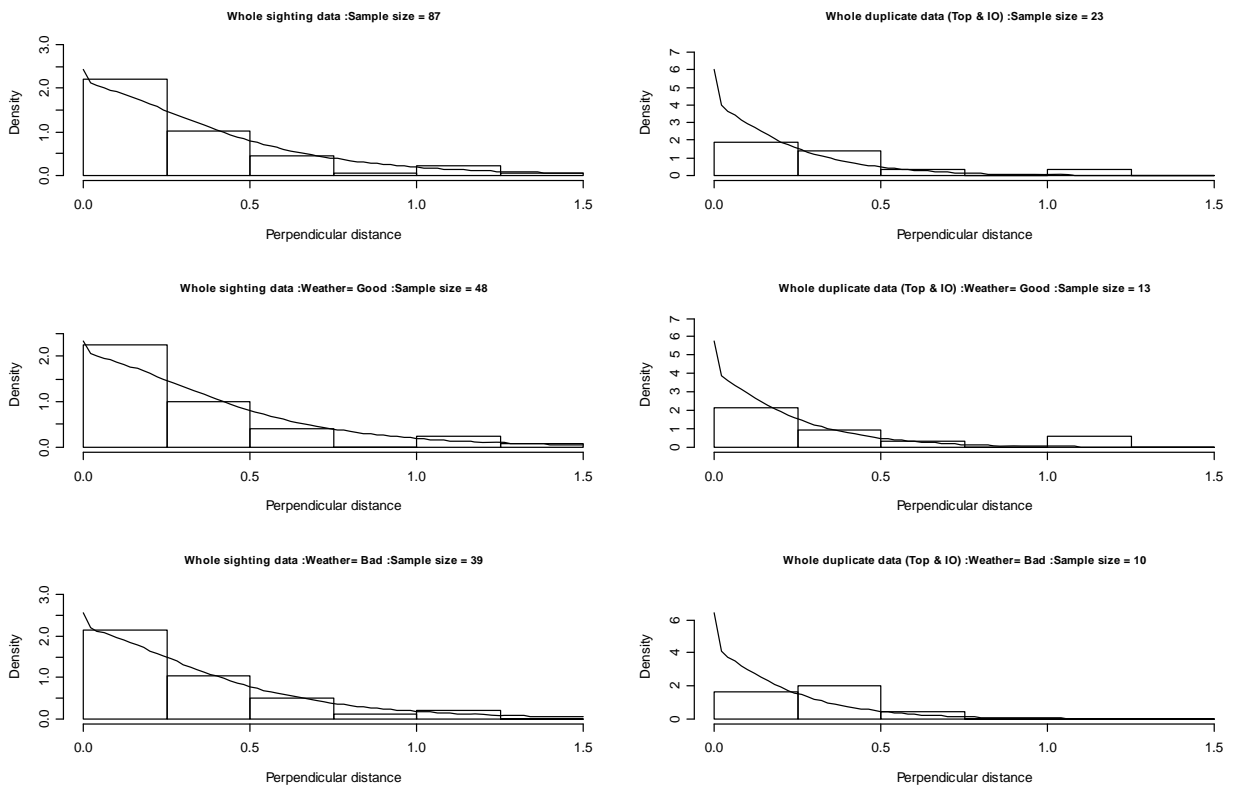 Whole sighting data :Sample size = 87
Density
0.0 1.0 2.0 3.0
0.0 0.5 1.0 1.5
Perpendicular distance
Whole duplicate data (Top & IO) :Sample size = 23
Density
0 1 2 3 4 5 6 7
0.0 0.5 1.0 1.5
Perpendicular distance
Whole sighting data :Weather= Good :Sample size = 48
Density
0.0 1.0 2.0
0.0 0.5 1.0 1.5
Perpendicular distance
Whole duplicate data (Top & IO) :Weather= Good :Sample size = 13
Density
0 1 2 3 4 5 6 7
0.0 0.5 1.0 1.5
Perpendicular distance
Whole sighting data :Weather= Bad :Sample size = 39
Density
0.0 1.0 2.0 3.0
0.0 0.5 1.0 1.5
Perpendicular distance
Whole duplicate data (Top & IO) :Weather= Bad :Sample size = 10
Density
0 2 4 6
0.0 0.5 1.0 1.5
Perpendicular distance